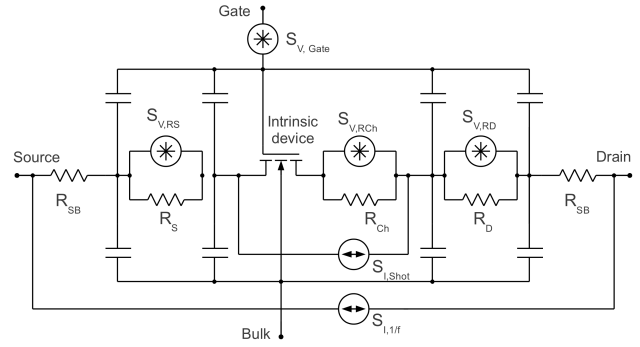 Gate
S_V, Gate
S_V,RS
Intrinsic
device
S_V,RCh
S_V,RD
Source
Drain
R_SB
R_S
R_Ch
R_D
R_SB
S_I,Shot
S_I,1/f
Bulk